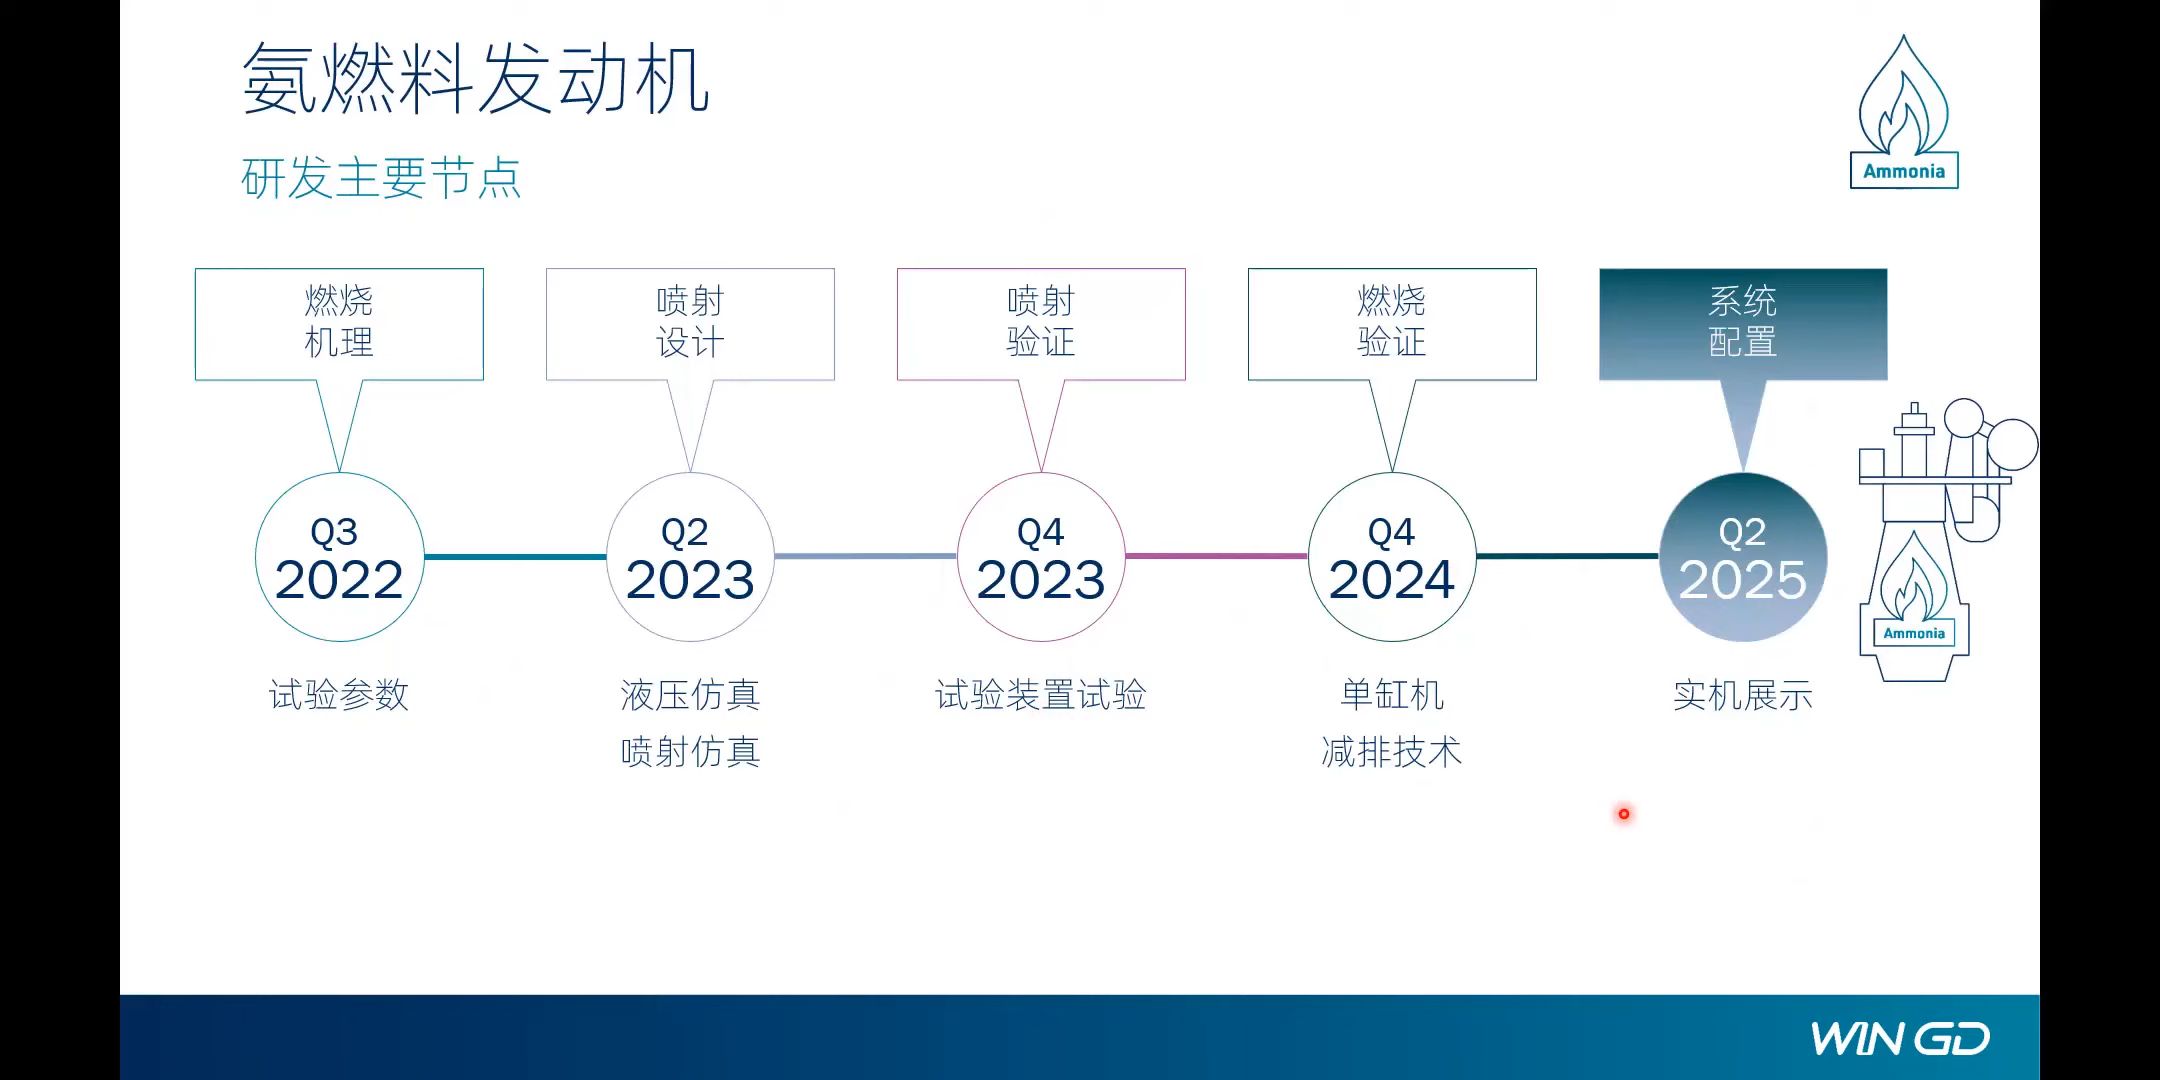 氨燃料发动机
研发主要节点
Ammonia
燃烧
机理
喷射
设计
喷射
验证
燃烧
验证
系统
配置
Q3
2022
Q2
2023
Q4
2023
Q4
2024
Q2
2025
Ammonia
试验参数
液压仿真
喷射仿真
试验装置试验
单缸机
减排技术
实机展示
WIN GD